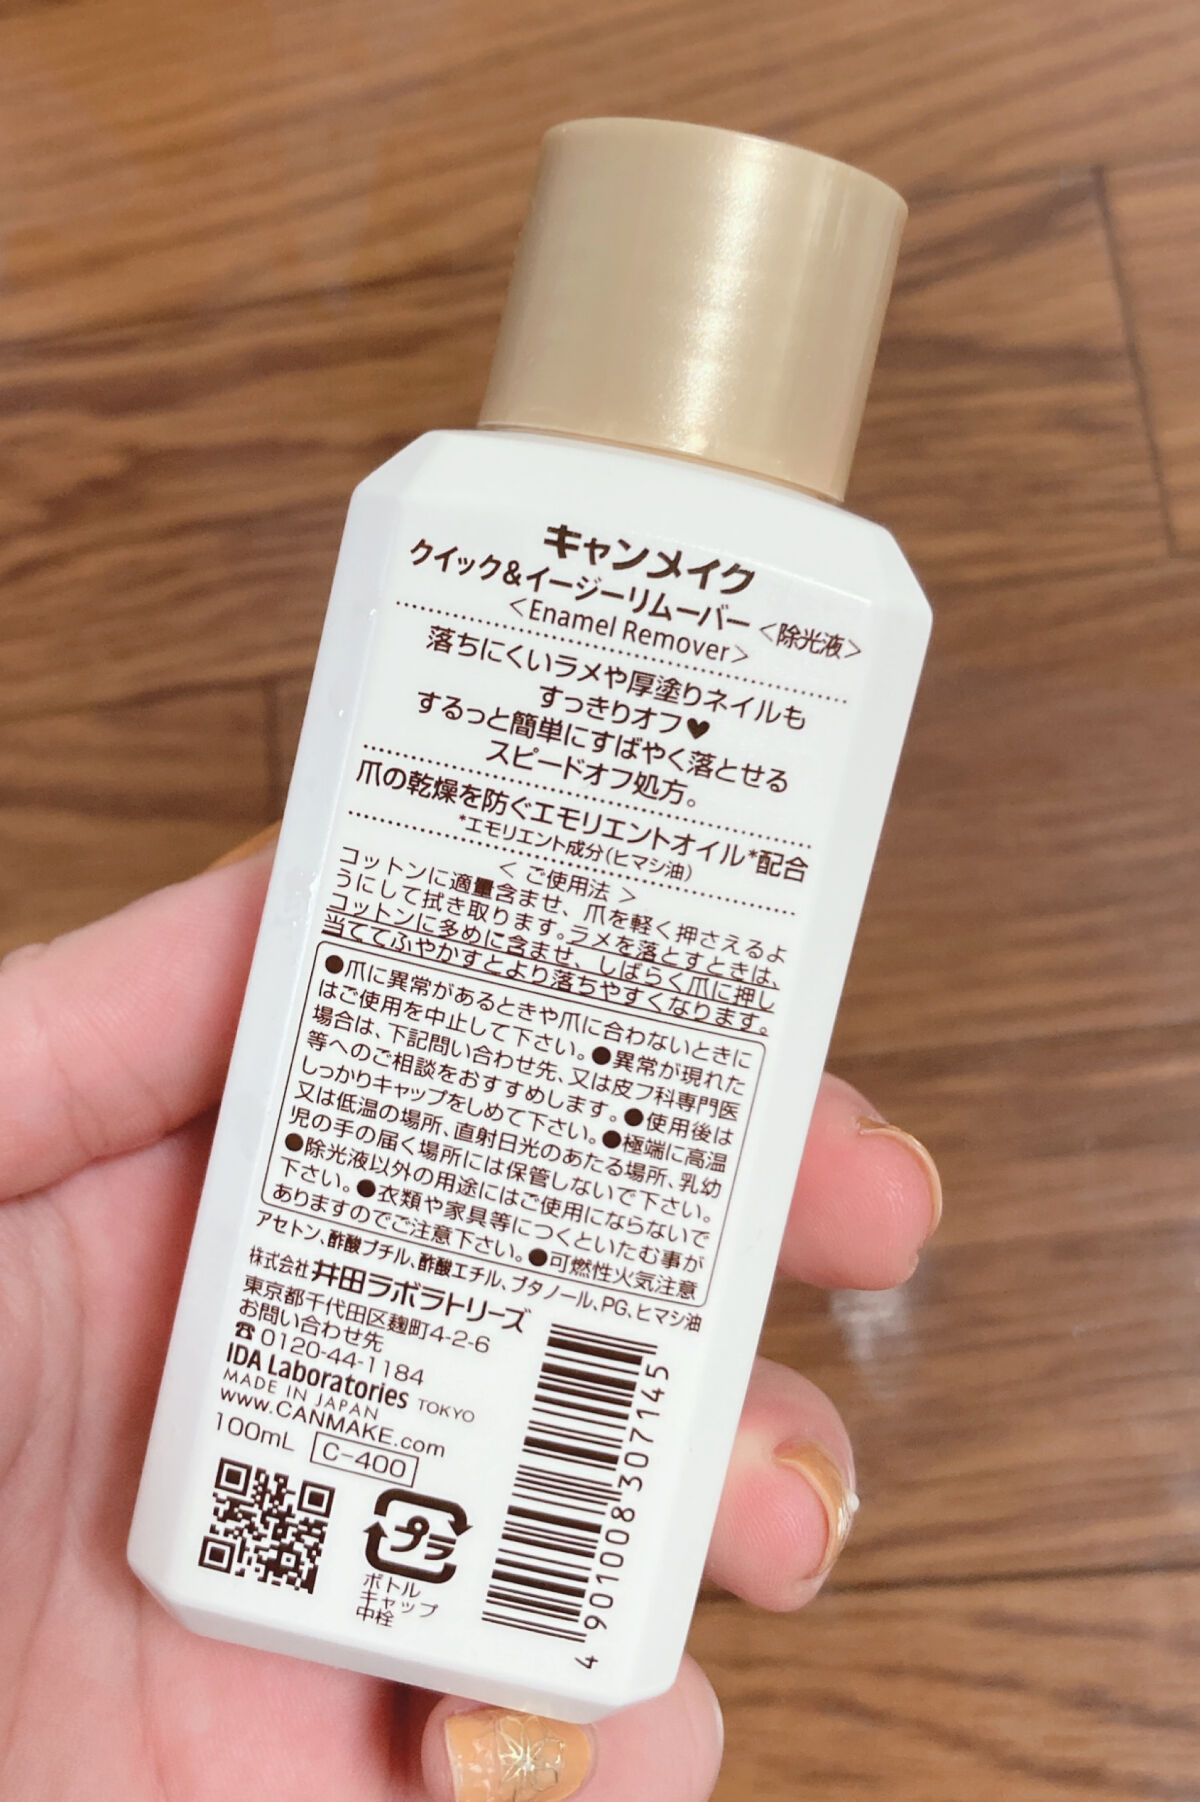 キャンメイク
クイック&イージーリムーバー <除光液>
<Enamel Remover>
落ちにくいラメや厚塗りネイルも
すっきりオフ♥
するっと簡単にすばやく落とせる
スピードオフ処方。
爪の乾燥を防ぐエモリエントオイル*配合
*エモリエント成分(ヒマシ油)
< ご使用法 >
コットンに適量含ませ、爪を軽く押さえるよ
うにして拭き取ります。ラメを落とすときは、
コットンに多めに含ませ、しばらく爪に押し
当ててふやかすとより落ちやすくなります。
●爪に異常があるときや爪に合わないときに
はご使用を中止して下さい。●異常が現れた
場合は、下記問い合わせ先、又は皮フ科専門医
等へのご相談をおすすめします。●使用後は
しっかりキャップをしめて下さい。●極端に高温
又は低温の場所、直射日光のあたる場所、乳幼
児の手の届く場所には保管しないで下さい。
●除光液以外の用途にはご使用にならないで
下さい。●衣類や家具等につくといたむ事が
ありますのでご注意下さい。●可燃性火気注意
アセトン、酢酸ブチル、酢酸エチル、ブタノール、PG、ヒマシ油
株式会社 井田ラボラトリーズ
東京都千代田区麹町4-2-6
お問い合わせ先
☎0120-44-1184
IDA Laboratories TOKYO
MADE IN JAPAN
www.CANMAKE.com
100mL C-400
プラ
ボトル
キャップ
中栓
4901008307145